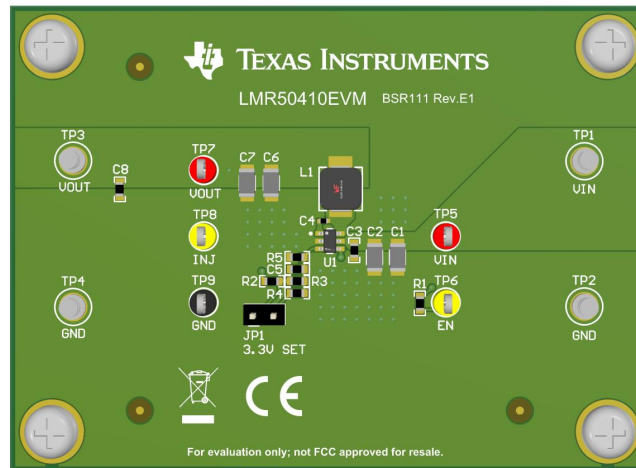 TEXAS INSTRUMENTS
LMR50410EVM BSR111 Rev.E1
TP3
VOUT
C8
TP7
VOUT
C7 C6
L1
TP1
VIN
TP8
INJ
C4
C3 C2 C1
U1
TP5
VIN
R5
C5
R2
R3
R4
TP4
GND
TP9
GND
R1
TP6
EN
TP2
GND
JP1
3.3V SET
CE
For evaluation only; not FCC approved for resale.